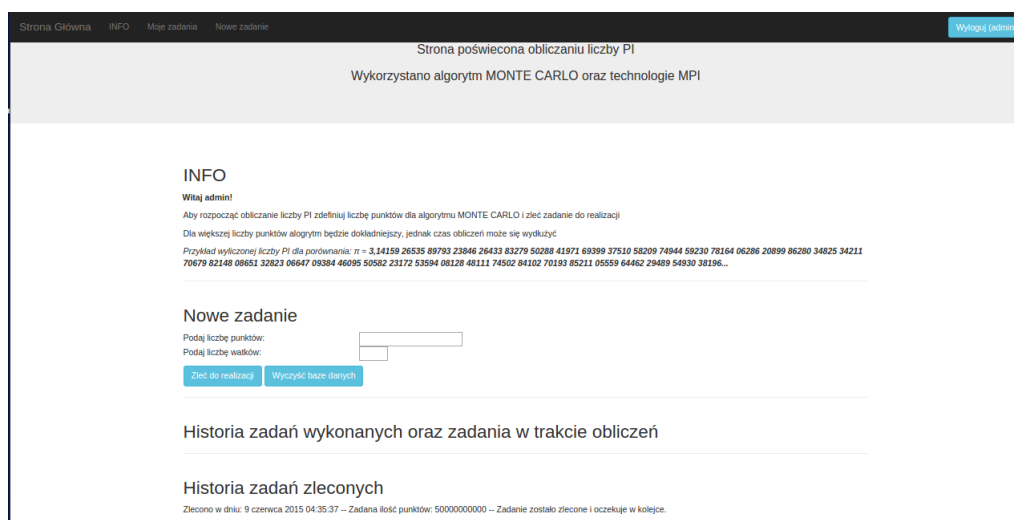 Strona Główna INFO Moje zadania Nowe zadanie Wyloguj (admin
Strona poświecona obliczaniu liczby PI
Wykorzystano algorytm MONTE CARLO oraz technologie MPI
INFO
Witaj admin!
Aby rozpocząć obliczanie liczby PI zdefiniuj liczbę punktów dla algorytmu MONTE CARLO i zleć zadanie do realizacji
Dla większej liczby punktów alogrytm będzie dokładniejszy, jednak czas obliczeń może się wydłużyć
Przykład wyliczonej liczby PI dla porównania: π = 3,14159 26535 89793 23846 26433 83279 50288 41971 69399 37510 58209 74944 59230 78164 06286 20899 86280 34825 34211
70679 82148 08651 32823 06647 09384 46095 50582 23172 53594 08128 48111 74502 84102 70193 85211 05559 64462 29489 54930 38196...
Nowe zadanie
Podaj liczbę punktów:
Podaj liczbę watków:
Zleć do realizacji Wyczyść baze danych
Historia zadań wykonanych oraz zadania w trakcie obliczeń
Historia zadań zleconych
Zlecono w dniu: 9 czerwca 2015 04:35:37 -- Zadana ilość punktów: 50000000000 -- Zadanie zostało zlecone i oczekuje w kolejce.